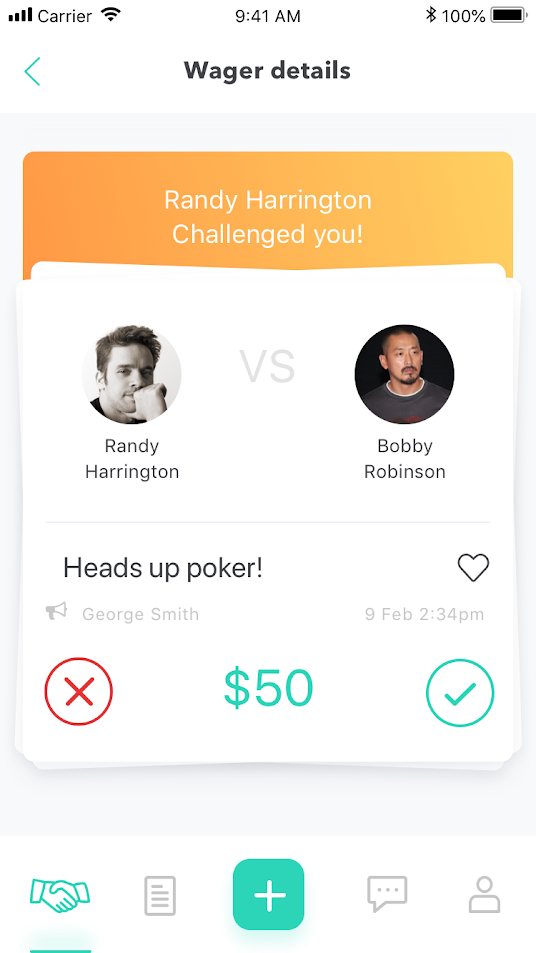 Carrier 9:41 AM 100%
Wager details
Randy Harrington
Challenged you!
VS
Randy
Harrington
Bobby
Robinson
Heads up poker!
George Smith 9 Feb 2:34pm
$50